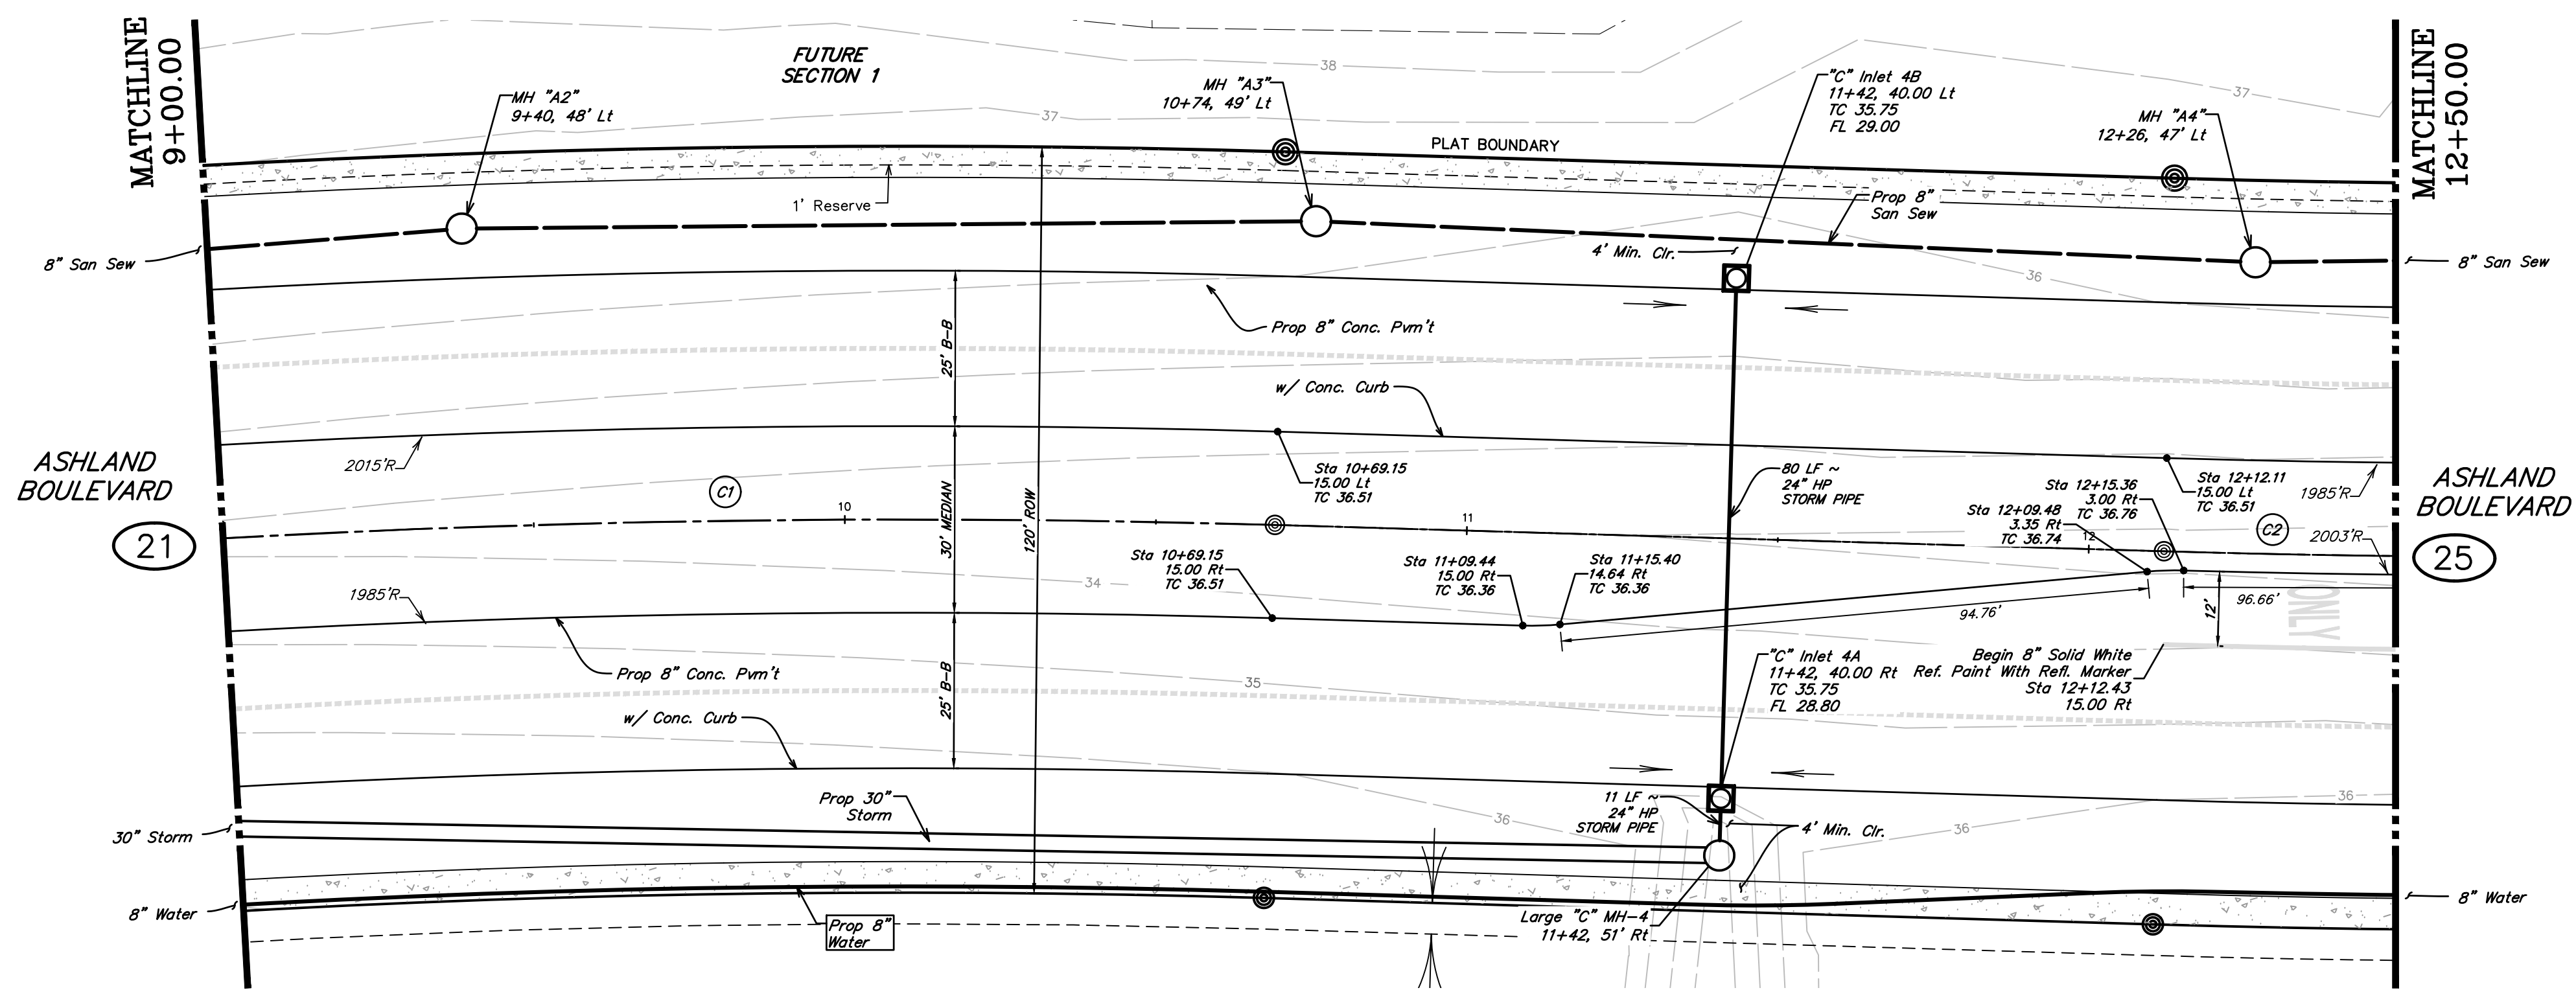 MATCHLINE
9+00.00
FUTURE
SECTION 1
38
37
37
MH "A2"
9+40, 48' Lt
MH "A3"
10+74, 49' Lt
"C" Inlet 4B
11+42, 40.00 Lt
TC 35.75
FL 29.00
MH "A4"
12+26, 47' Lt
MATCHLINE
12+50.00
PLAT BOUNDARY
1' Reserve
Prop 8"
San Sew
4' Min. Clr.
8" San Sew
8" San Sew
36
25' B-B
Prop 8" Conc. Pvm't
w/ Conc. Curb
2015'R
ASHLAND
BOULEVARD
21
C1
10
30' MEDIAN
120' ROW
Sta 10+69.15
15.00 Lt
TC 36.51
11
80 LF ~
24" HP
STORM PIPE
Sta 12+15.36
3.00 Rt
TC 36.76
Sta 12+12.11
15.00 Lt
TC 36.51
1985'R
ASHLAND
BOULEVARD
25
Sta 12+09.48
3.35 Rt
TC 36.74
12
C2
2003'R
Sta 10+69.15
15.00 Rt
TC 36.51
Sta 11+09.44
15.00 Rt
TC 36.36
Sta 11+15.40
14.64 Rt
TC 36.36
34
1985'R
94.76'
96.66'
12'
ONLY
Prop 8" Conc. Pvm't
25' B-B
35
"C" Inlet 4A
11+42, 40.00 Rt
TC 35.75
FL 28.80
Begin 8" Solid White
Ref. Paint With Refl. Marker
Sta 12+12.43
15.00 Rt
w/ Conc. Curb
Prop 30"
Storm
11 LF ~
24" HP
STORM PIPE
4' Min. Clr.
36
36
36
30" Storm
8" Water
8" Water
Prop 8"
Water
Large "C" MH-4
11+42, 51' Rt